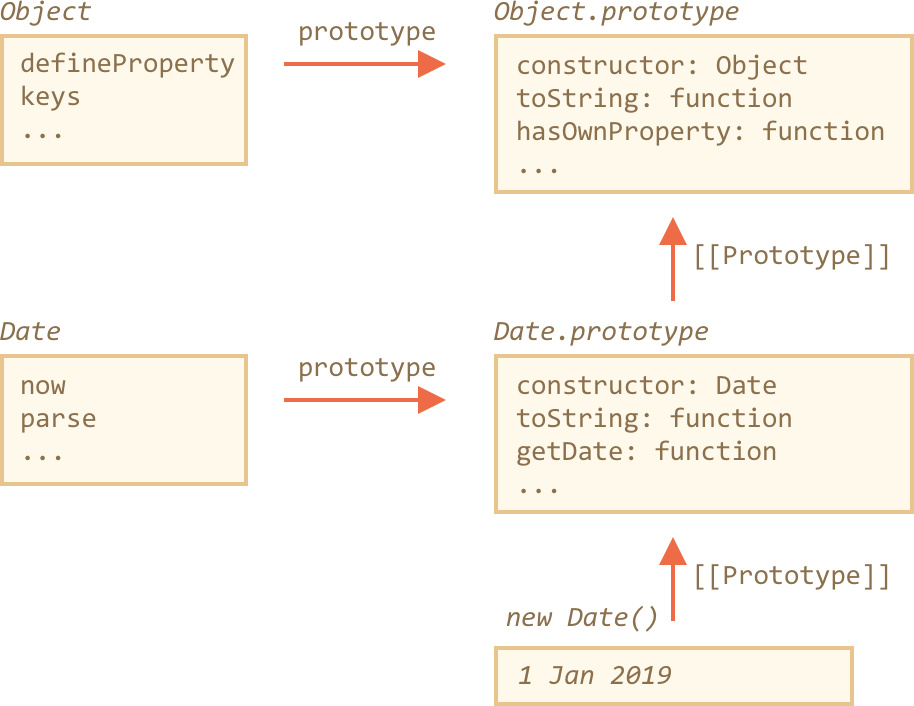 Object
defineProperty
keys
...
prototype
Object.prototype
constructor: Object
toString: function
hasOwnProperty: function
...
[[Prototype]]
Date
now
parse
...
prototype
Date.prototype
constructor: Date
toString: function
getDate: function
...
[[Prototype]]
new Date()
1 Jan 2019